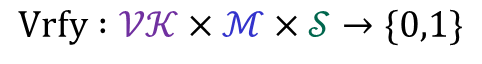 Vrfy : 𝒱𝒦 × ℳ × 𝒮 → {0,1}